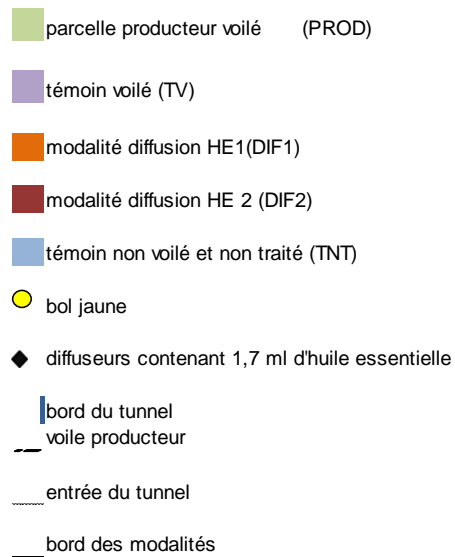 parcelle producteur voilé (PROD)
témoin voilé (TV)
modalité diffusion HE1(DIF1)
modalité diffusion HE 2 (DIF2)
témoin non voilé et non traité (TNT)
bol jaune
diffuseurs contenant 1,7 ml d'huile essentielle
bord du tunnel
voile producteur
entrée du tunnel
bord des modalités